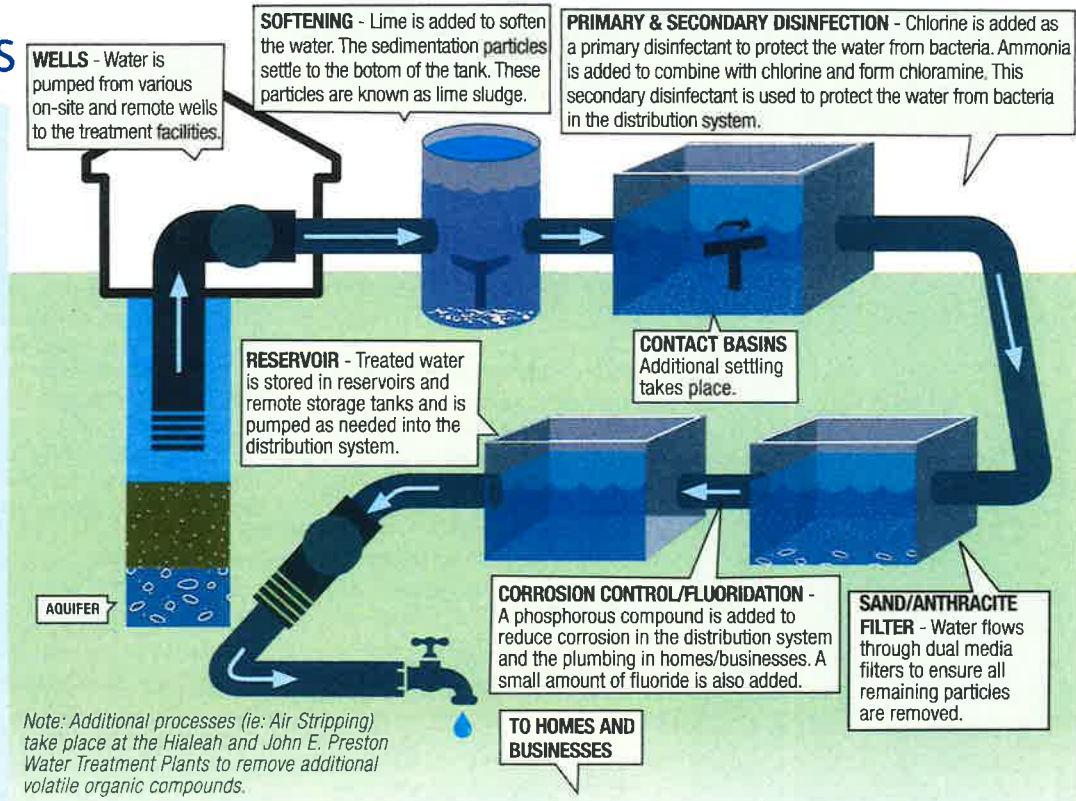 S
WELLS - Water is
pumped from various
on-site and remote wells
to the treatment facilities.
SOFTENING - Lime is added to soften
the water. The sedimentation particles
settle to the botom of the tank. These
particles are known as lime sludge.
PRIMARY & SECONDARY DISINFECTION - Chlorine is added as
a primary disinfectant to protect the water from bacteria. Ammonia
is added to combine with chlorine and form chloramine. This
secondary disinfectant is used to protect the water from bacteria
in the distribution system.
CONTACT BASINS
Additional settling
takes place.
RESERVOIR - Treated water
is stored in reservoirs and
remote storage tanks and is
pumped as needed into the
distribution system.
AQUIFER
CORROSION CONTROL/FLUORIDATION -
A phosphorous compound is added to
reduce corrosion in the distribution system
and the plumbing in homes/businesses. A
small amount of fluoride is also added.
SAND/ANTHRACITE
FILTER - Water flows
through dual media
filters to ensure all
remaining particles
are removed.
TO HOMES AND
BUSINESSES
Note: Additional processes (ie: Air Stripping)
take place at the Hialeah and John E. Preston
Water Treatment Plants to remove additional
volatile organic compounds.